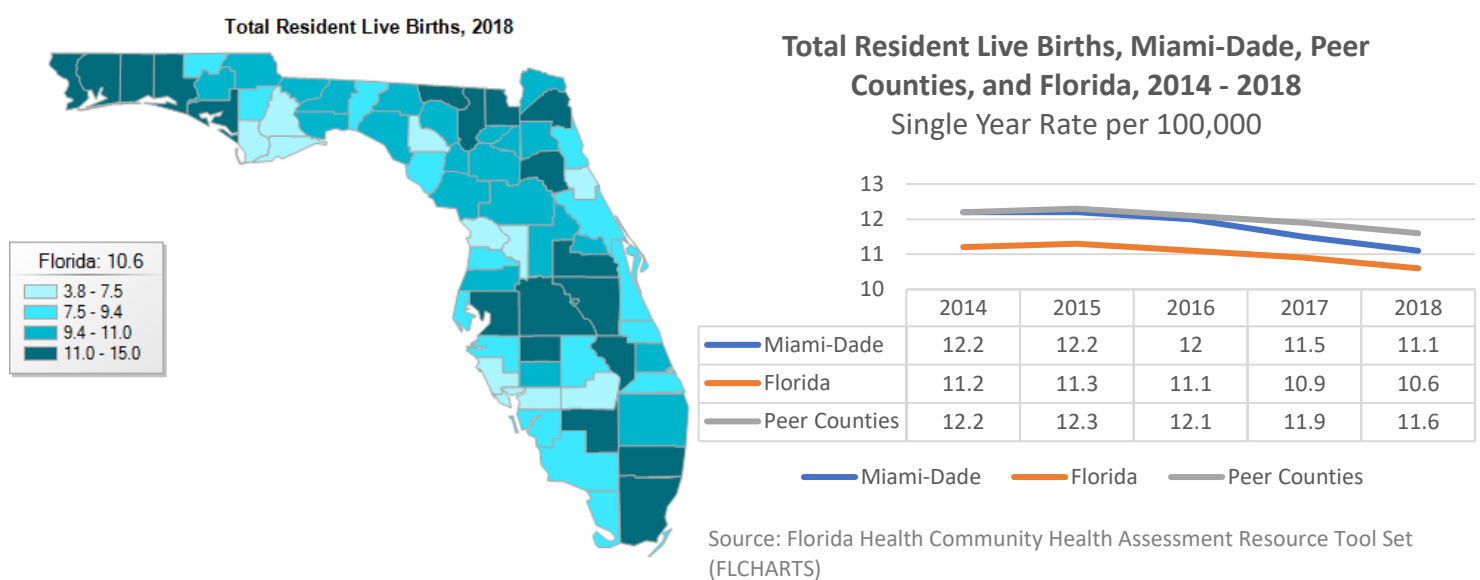 Total Resident Live Births, 2018
Florida: 10.6
3.8 - 7.5
7.5 - 9.4
9.4 - 11.0
11.0 - 15.0
Total Resident Live Births, Miami-Dade, Peer
Counties, and Florida, 2014 - 2018
Single Year Rate per 100,000
13
12
11
10
2014 2015 2016 2017 2018
Miami-Dade 12.2 12.2 12 11.5 11.1
Florida 11.2 11.3 11.1 10.9 10.6
Peer Counties 12.2 12.3 12.1 11.9 11.6
Miami-Dade Florida Peer Counties
Source: Florida Health Community Health Assessment Resource Tool Set
(FLCHARTS)